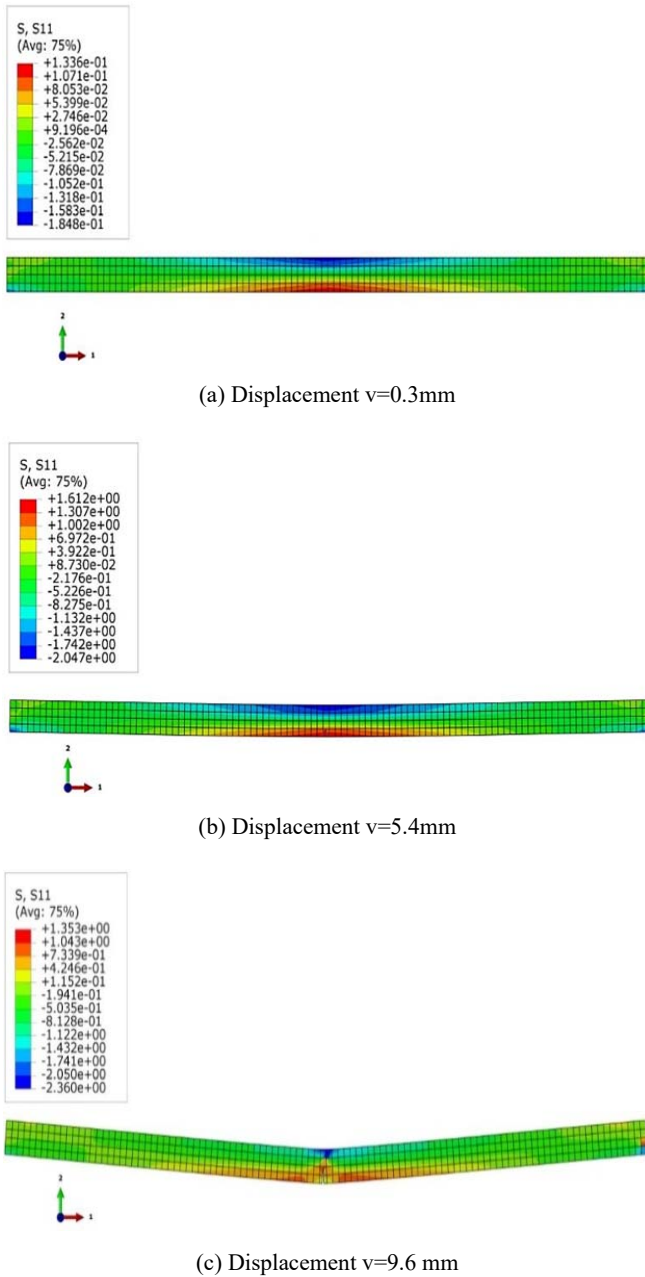 S, S11
(Avg: 75%)
+1.336e-01
+1.071e-01
+8.053e-02
+5.399e-02
+2.746e-02
+9.196e-04
-2.562e-02
-5.215e-02
-7.869e-02
-1.052e-01
-1.318e-01
-1.583e-01
-1.848e-01
2
1
(a) Displacement v=0.3mm
S, S11
(Avg: 75%)
+1.612e+00
+1.307e+00
+1.002e+00
+6.972e-01
+3.922e-01
+8.730e-02
-2.176e-01
-5.226e-01
-8.275e-01
-1.132e+00
-1.437e+00
-1.742e+00
-2.047e+00
2
1
(b) Displacement v=5.4mm
S, S11
(Avg: 75%)
+1.353e+00
+1.043e+00
+7.339e-01
+4.246e-01
+1.152e-01
-1.941e-01
-5.035e-01
-8.128e-01
-1.122e+00
-1.432e+00
-1.741e+00
-2.050e+00
-2.360e+00
2
1
(c) Displacement v=9.6 mm